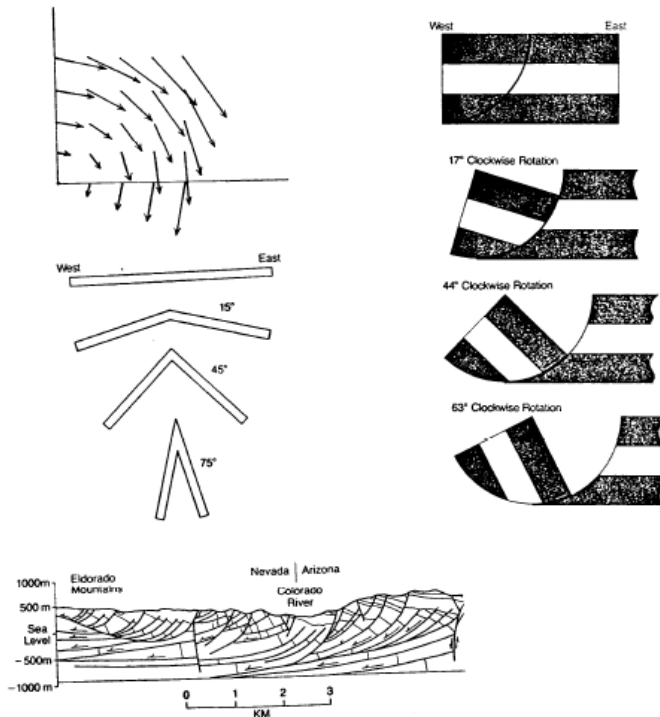 West East
17° Clockwise Rotation
West East
15°
44° Clockwise Rotation
45°
63° Clockwise Rotation
75°
Nevada | Arizona
1000m
Eldorado
Mountains
Colorado
River
500m
Sea
Level
-500m
-1000 m
0 1 2 3
KM